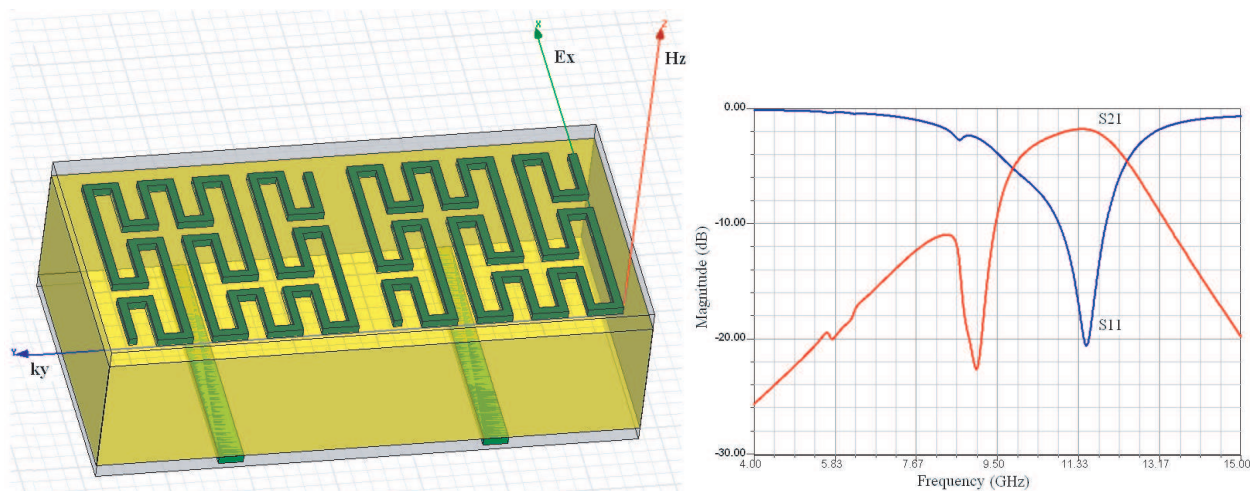 X
Z
Ex
Hz
Y
ky
0.00
-10.00
-20.00
-30.00
Magnitude (dB)
S21
S11
4.00 5.83 7.67 9.50 11.33 13.17 15.00
Frequency (GHz)